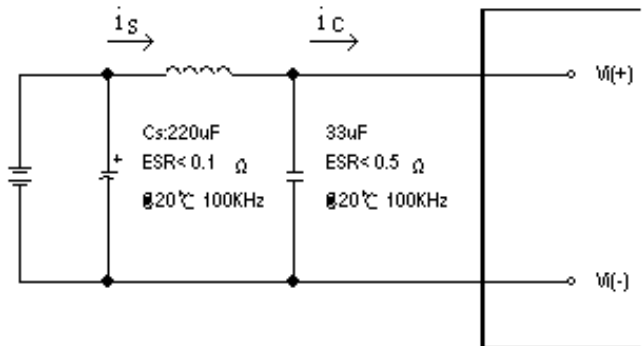 is
ic
Vi(+)
Cs:220uF
ESR< 0.1 Ω
20℃ 100KHz
+
33uF
ESR< 0.5 Ω
20℃ 100KHz
Vi(-)